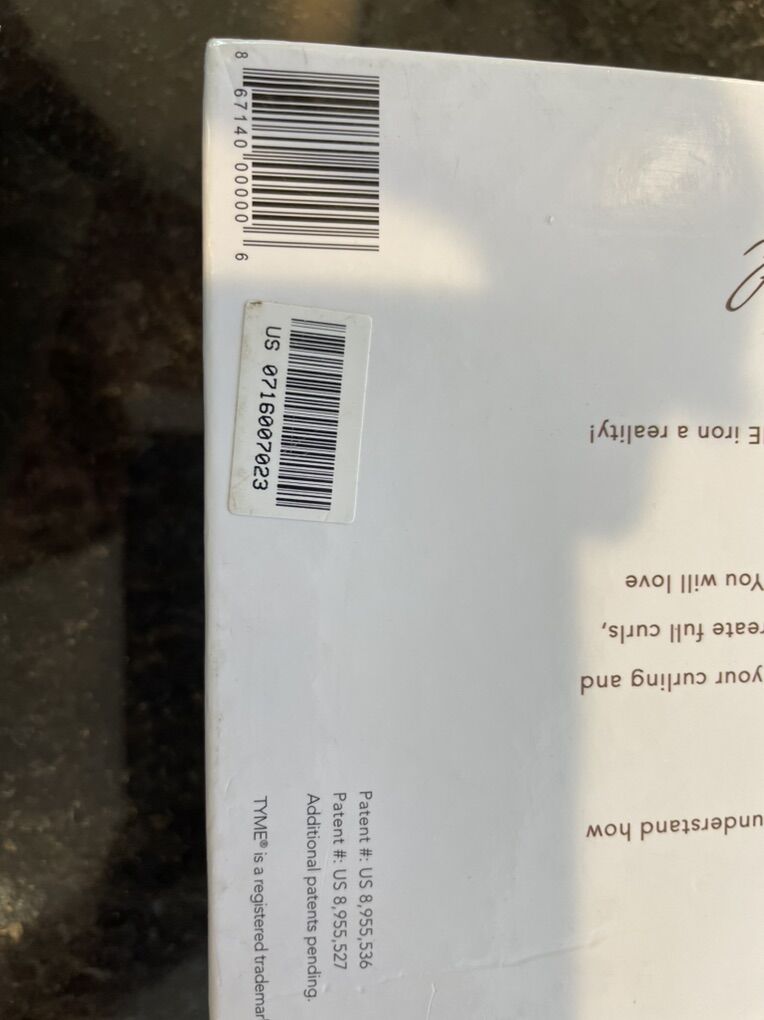 8 67140 00000 6
US 0716007023
Patent #: US 8,955,536
Patent #: US 8,955,527
Additional patents pending.
TYME® is a registered
E iron a reality!
You will love
reate full curls,
your curling and
understand how